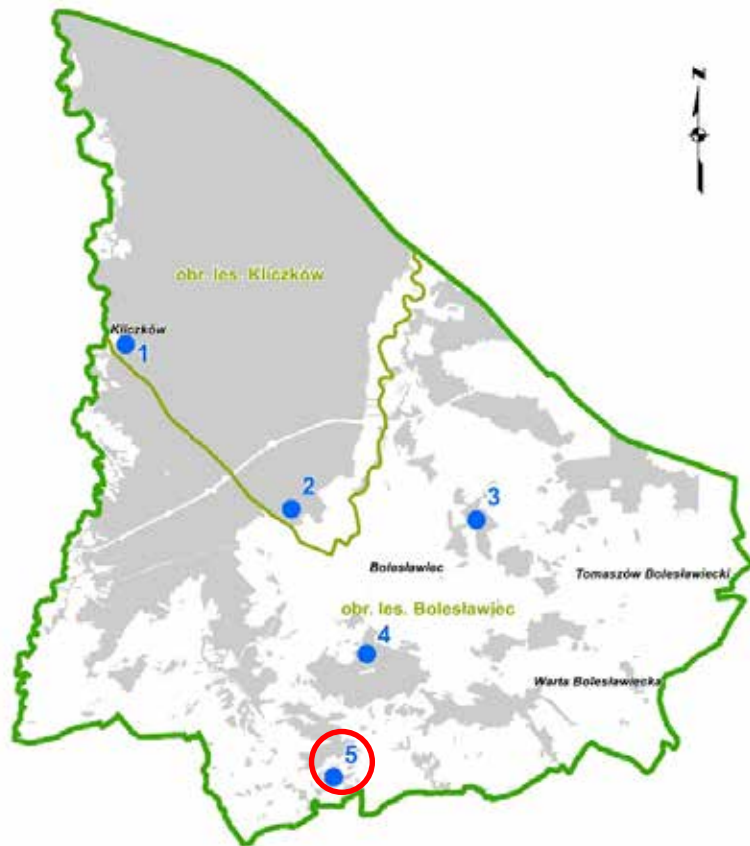 N
obr. les. Kliczków
Kliczków
1
2
3
Bolesławiec
Tomaszów Bolesławiecki
obr. les. Bolesławiec
4
Warta Bolesławiecka
5